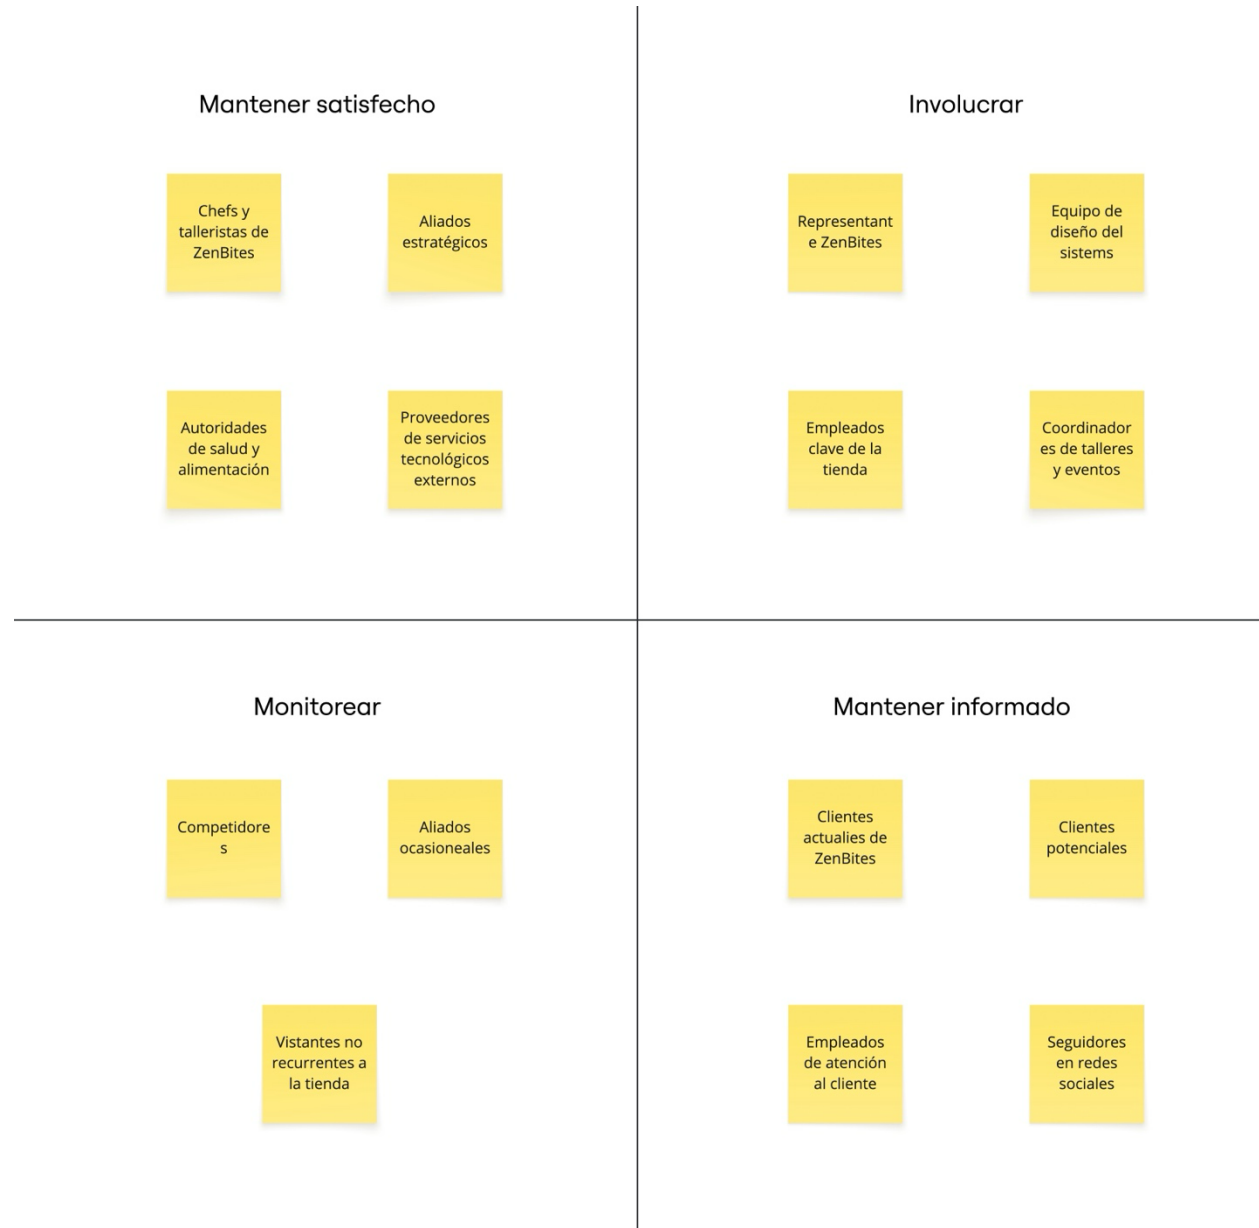 Mantener satisfecho
Chefs y
talleristas de
ZenBites
Aliados
estratégicos
Autoridades
de salud y
alimentación
Proveedores
de servicios
tecnológicos
externos
Involucrar
Representant
e ZenBites
Equipo de
diseño del
sistems
Empleados
clave de la
tienda
Coordinador
es de talleres
y eventos
Monitorear
Competidore
s
Aliados
ocasioneales
Vistantes no
recurrentes a
la tienda
Mantener informado
Clientes
actualies de
ZenBites
Clientes
potenciales
Empleados
de atención
al cliente
Seguidores
en redes
sociales